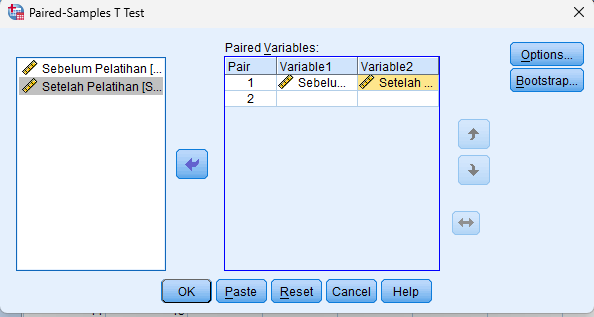 Paired-Samples T Test
Paired Variables:
Sebelum Pelatihan [...
Setelah Pelatihan [S...
Pair Variable1 Variable2
1 Sebelu... Setelah ...
2
Options...
Bootstrap...
OK Paste Reset Cancel Help